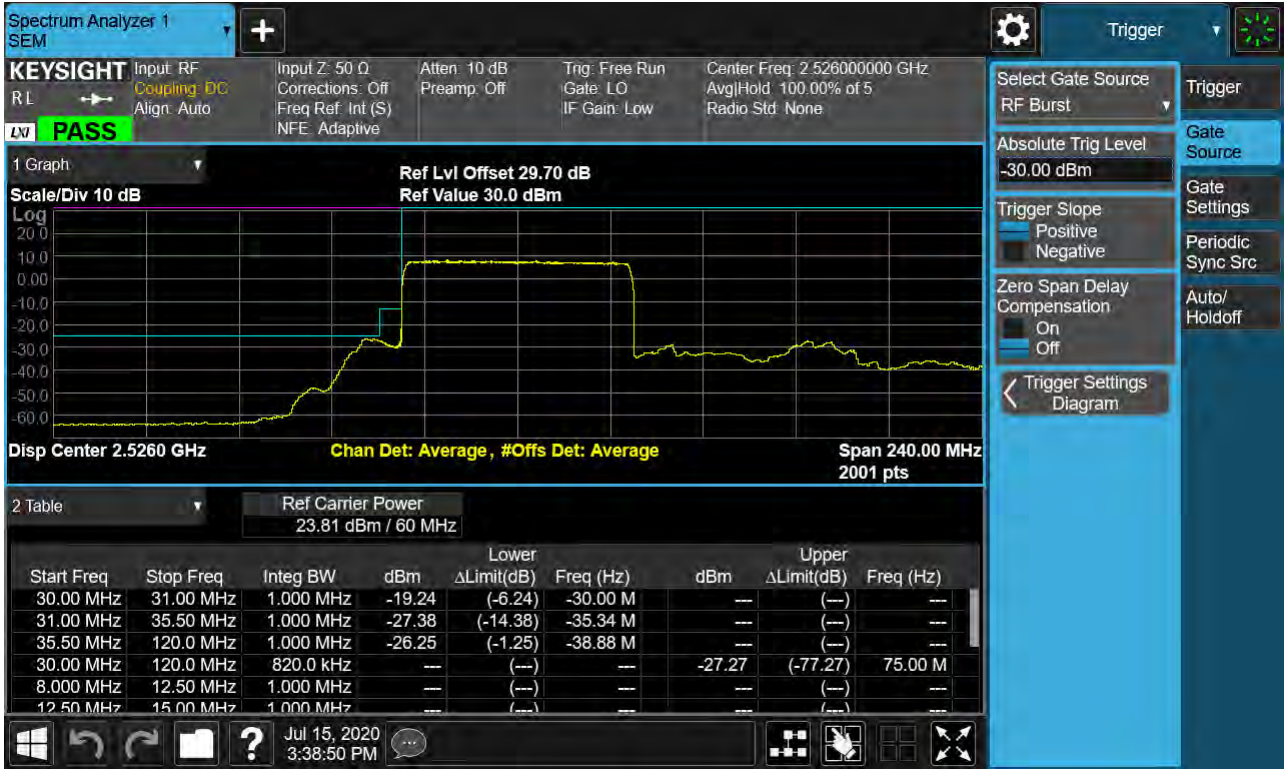 Spectrum Analyzer 1
SEM
+
Trigger
KEYSIGHT
RL
LXI PASS
Input: RF
Coupling: DC
Align: Auto
Input Z: 50 Ω
Corrections: Off
Freq Ref: Int (S)
NFE: Adaptive
Atten: 10 dB
Preamp: Off
Trig: Free Run
Gate: LO
IF Gain: Low
Center Freq: 2.526000000 GHz
Avg|Hold: 100.00% of 5
Radio Std: None
1 Graph
Scale/Div 10 dB
Ref Lvl Offset 29.70 dB
Ref Value 30.0 dBm
Log
20.0
10.0
0.00
-10.0
-20.0
-30.0
-40.0
-50.0
-60.0
Disp Center 2.5260 GHz
Chan Det: Average, #Offs Det: Average
Span 240.00 MHz
2001 pts
2 Table
Ref Carrier Power
23.81 dBm / 60 MHz
Lower Upper
Start Freq Stop Freq Integ BW dBm ΔLimit(dB) Freq (Hz) dBm ΔLimit(dB) Freq (Hz)
30.00 MHz 31.00 MHz 1.000 MHz -19.24 (-6.24) -30.00 M --- (---) ---
31.00 MHz 35.50 MHz 1.000 MHz -27.38 (-14.38) -35.34 M --- (---) ---
35.50 MHz 120.0 MHz 1.000 MHz -26.25 (-1.25) -38.88 M --- (---) ---
30.00 MHz 120.0 MHz 820.0 kHz --- (---) --- -27.27 (-77.27) 75.00 M
8.000 MHz 12.50 MHz 1.000 MHz --- (---) --- --- (---) ---
12.50 MHz 15.00 MHz 1.000 MHz --- (---) --- --- (---) ---
?
Jul 15, 2020
3:38:50 PM
Select Gate Source
RF Burst
Absolute Trig Level
-30.00 dBm
Trigger Slope
Positive
Negative
Zero Span Delay
Compensation
On
Off
Trigger Settings
Diagram
Trigger
Gate
Source
Gate
Settings
Periodic
Sync Src
Auto/
Holdoff